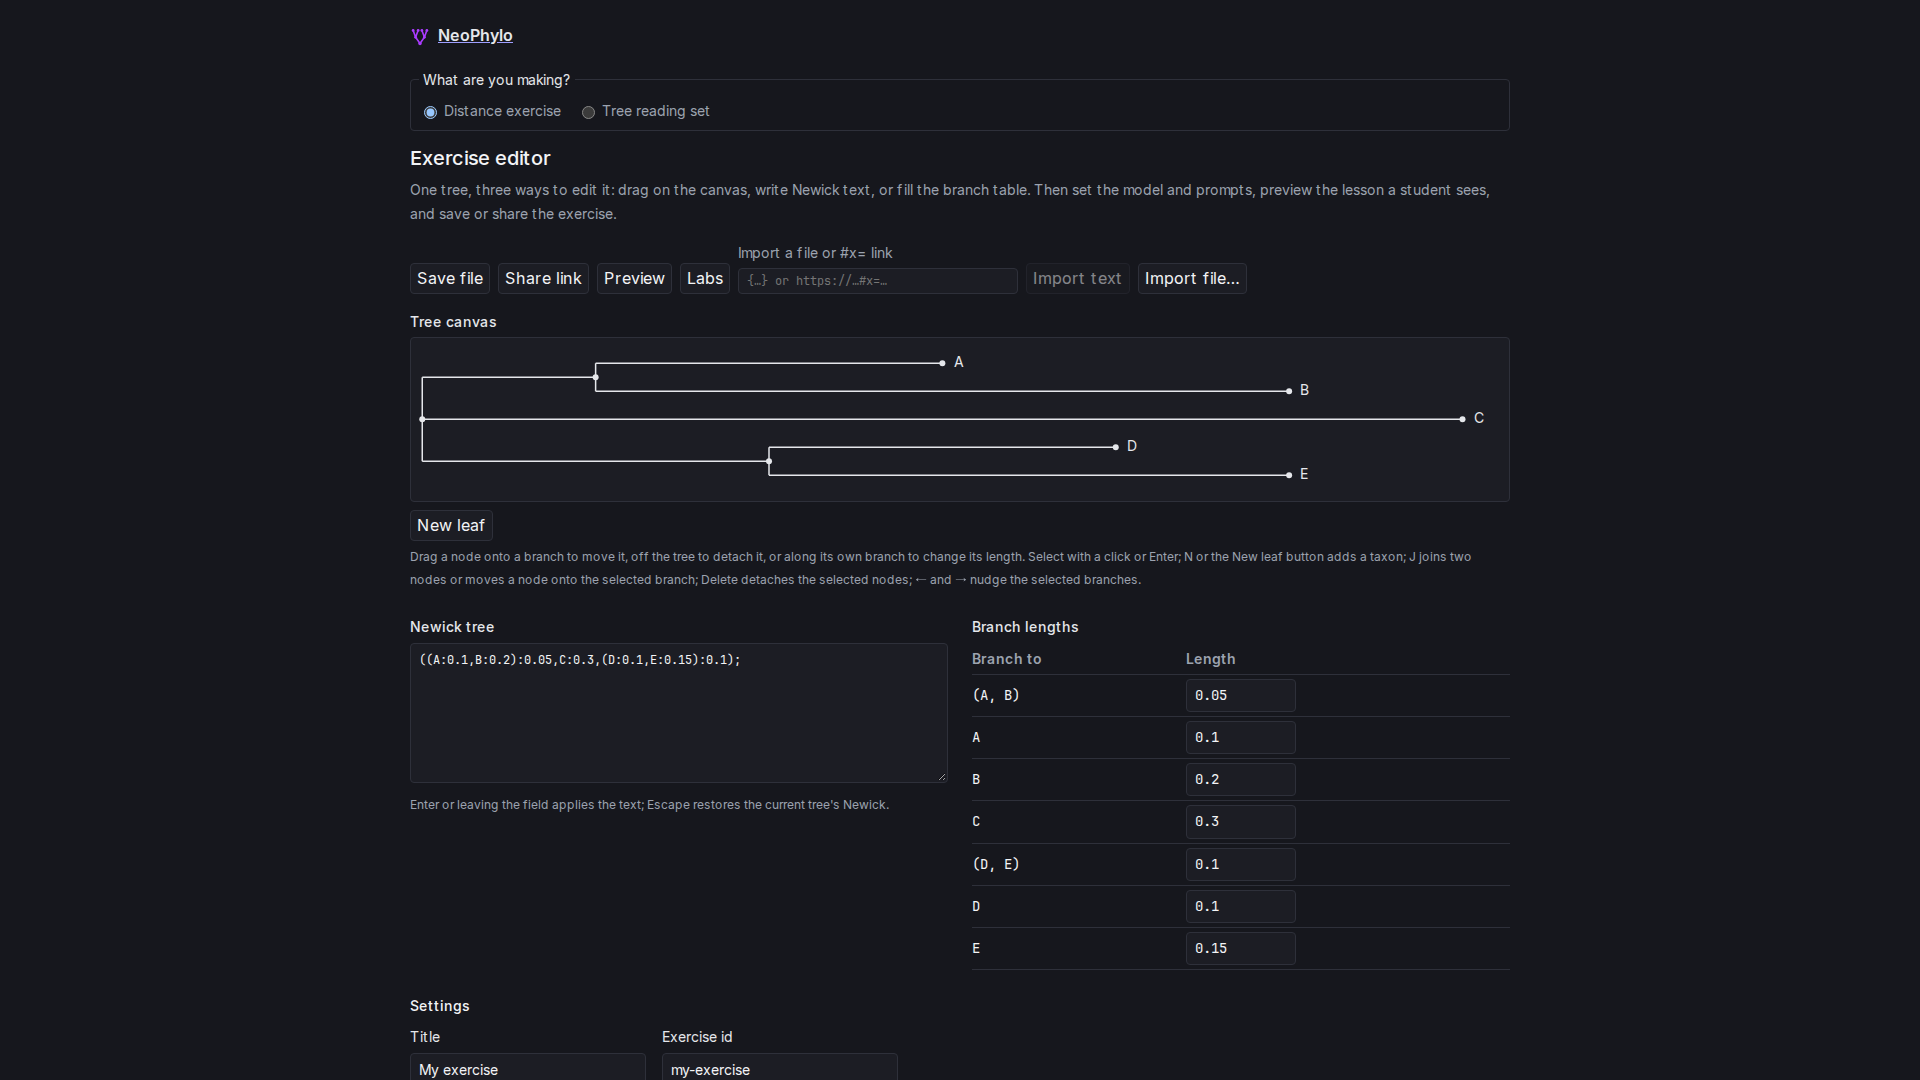 NeoPhylo
What are you making?
Distance exercise Tree reading set
Exercise editor
One tree, three ways to edit it: drag on the canvas, write Newick text, or fill the branch table. Then set the model and prompts, preview the lesson a student sees,
and save or share the exercise.
Import a file or #x= link
Save file Share link Preview Labs {…} or https://…#x=… Import text Import file…
Tree canvas
A
B
C
D
E
New leaf
Drag a node onto a branch to move it, off the tree to detach it, or along its own branch to change its length. Select with a click or Enter; N or the New leaf button adds a taxon; J joins two
nodes or moves a node onto the selected branch; Delete detaches the selected nodes; ← and → nudge the selected branches.
Newick tree
((A:0.1,B:0.2):0.05,C:0.3,(D:0.1,E:0.15):0.1);
Enter or leaving the field applies the text; Escape restores the current tree's Newick.
Branch lengths
Branch to Length
(A, B) 0.05
A 0.1
B 0.2
C 0.3
(D, E) 0.1
D 0.1
E 0.15
Settings
Title Exercise id
My exercise my-exercise